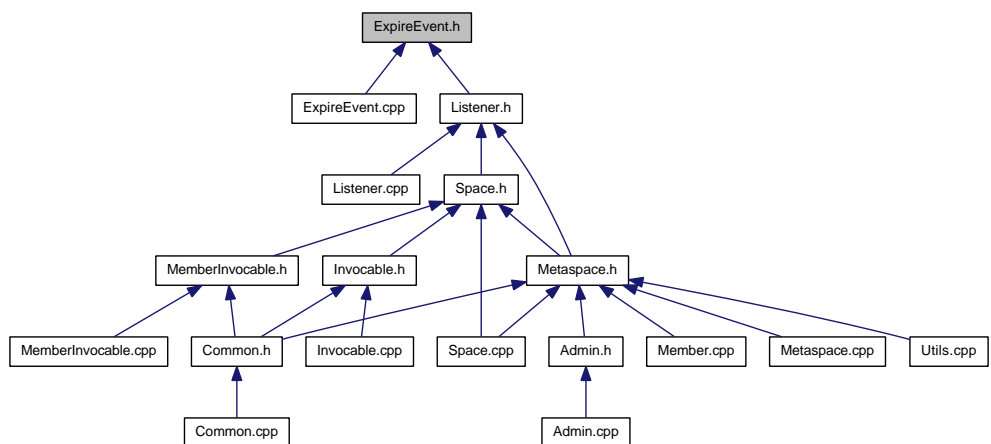 ExpireEvent.h
ExpireEvent.cpp
Listener.h
Listener.cpp
Space.h
MemberInvocable.h
Invocable.h
Metaspace.h
MemberInvocable.cpp
Common.h
Invocable.cpp
Space.cpp
Admin.h
Member.cpp
Metaspace.cpp
Utils.cpp
Common.cpp
Admin.cpp